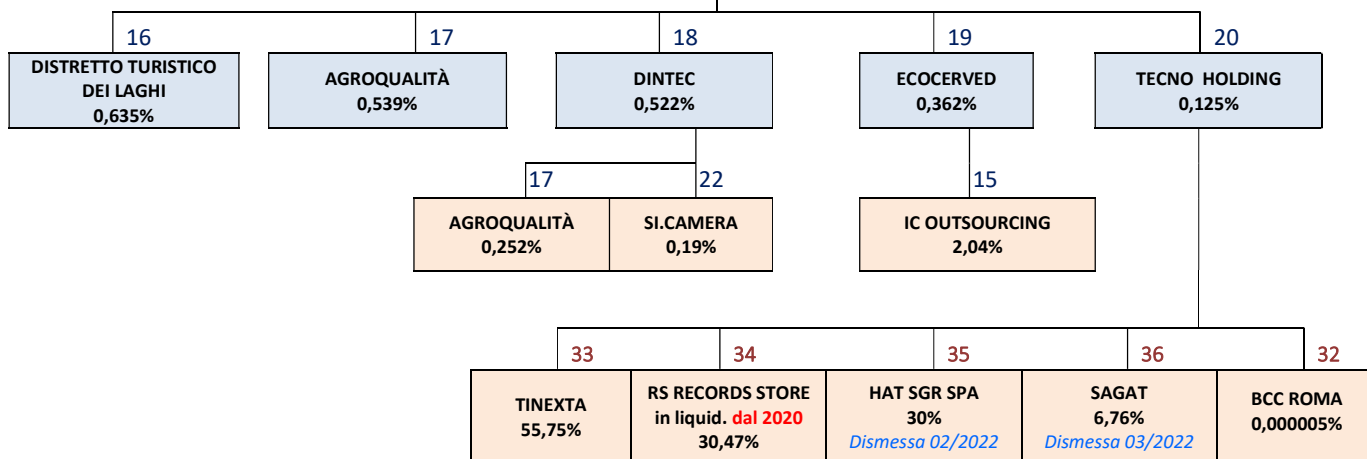 16
DISTRETTO TURISTICO
DEI LAGHI
0,635%
17
AGROQUALITÀ
0,539%
18
DINTEC
0,522%
19
ECOCERVED
0,362%
20
TECNO HOLDING
0,125%
17
AGROQUALITÀ
0,252%
22
SI.CAMERA
0,19%
15
IC OUTSOURCING
2,04%
33
TINEXTA
55,75%
34
RS RECORDS STORE
in liquid. dal 2020
30,47%
35
HAT SGR SPA
30%
Dismessa 02/2022
36
SAGAT
6,76%
Dismessa 03/2022
32
BCC ROMA
0,000005%